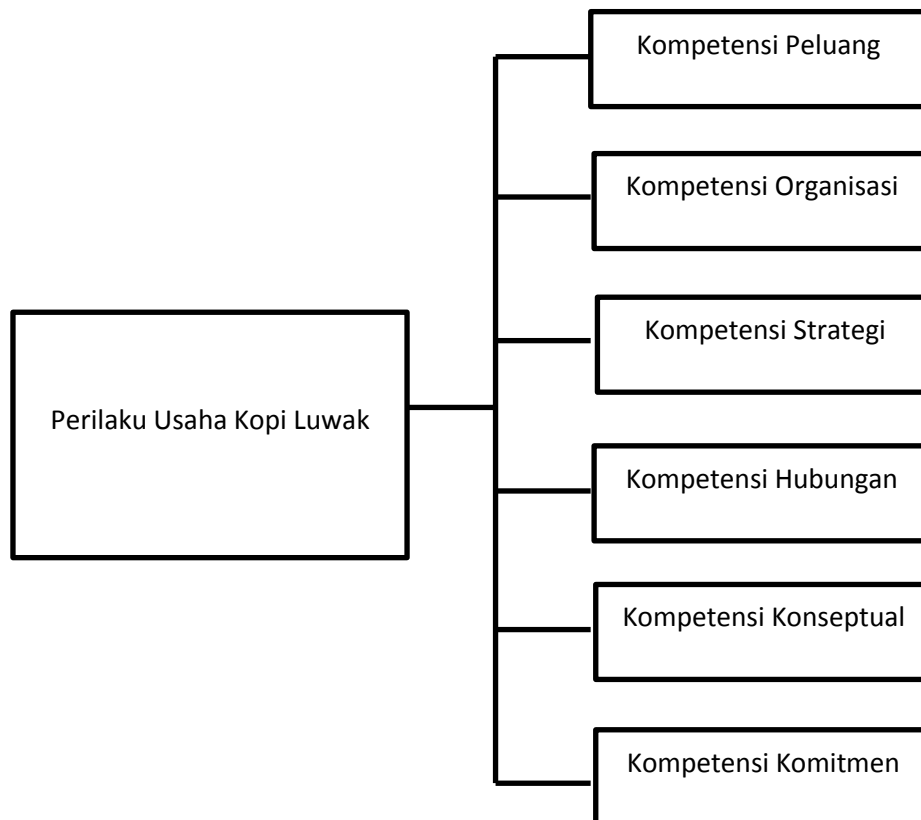 Kompetensi Peluang
Kompetensi Organisasi
Kompetensi Strategi
Perilaku Usaha Kopi Luwak
Kompetensi Hubungan
Kompetensi Konseptual
Kompetensi Komitmen